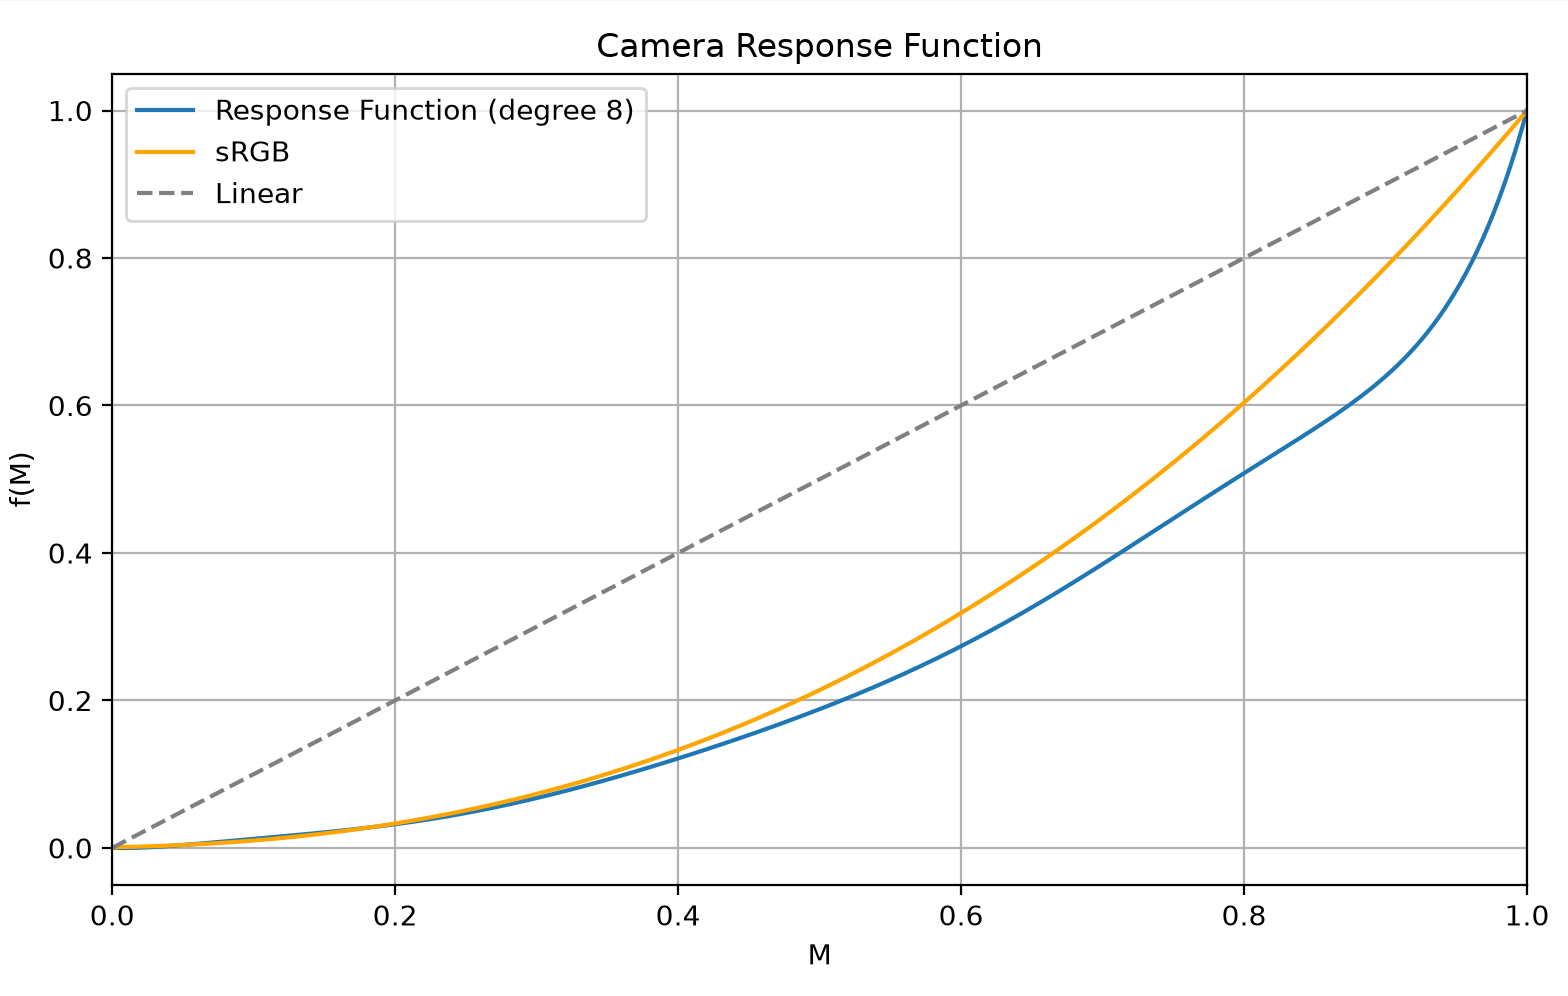 Camera Response Function
Response Function (degree 8)
sRGB
Linear
1.0
0.8
0.6
0.4
0.2
0.0
f(M)
0.0 0.2 0.4 0.6 0.8 1.0
M